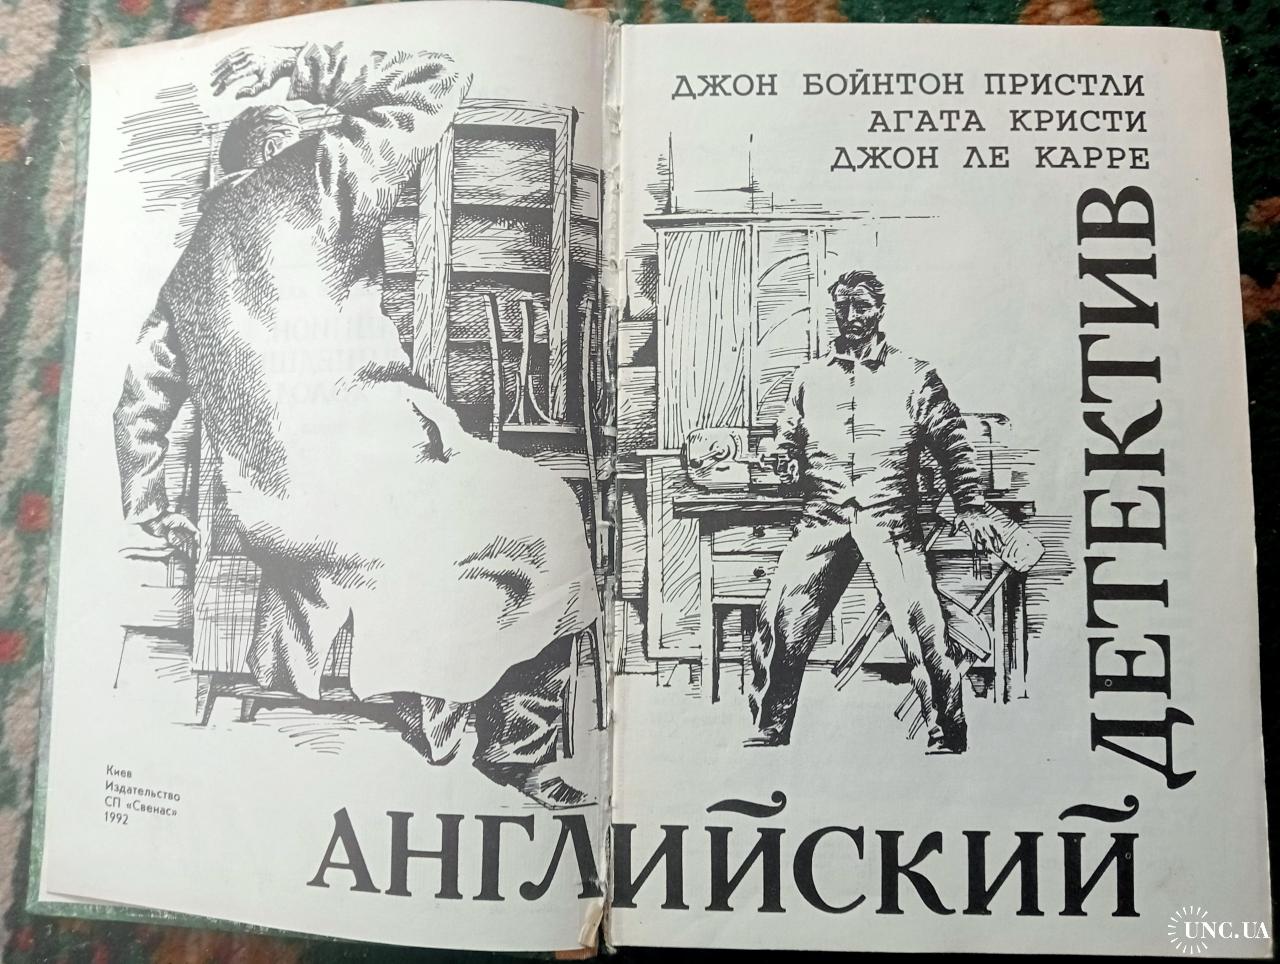 ДЖОН БОЙНТОН ПРИСТЛИ
АГАТА КРИСТИ
ДЖОН ЛЕ КАРРЕ
АНГЛИЙСКИЙ
ДЕТЕКТИВ
Киев
Издательство
СП «Свенас»
1992
UNC.UA